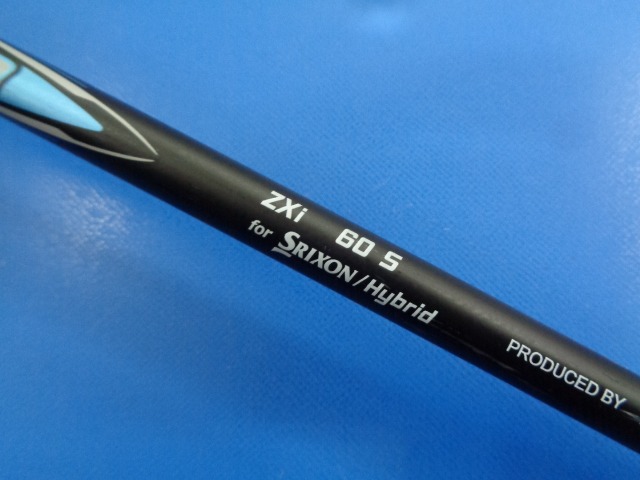 ZXi 60 S
for SRIXON/Hybrid
PRODUCED BY